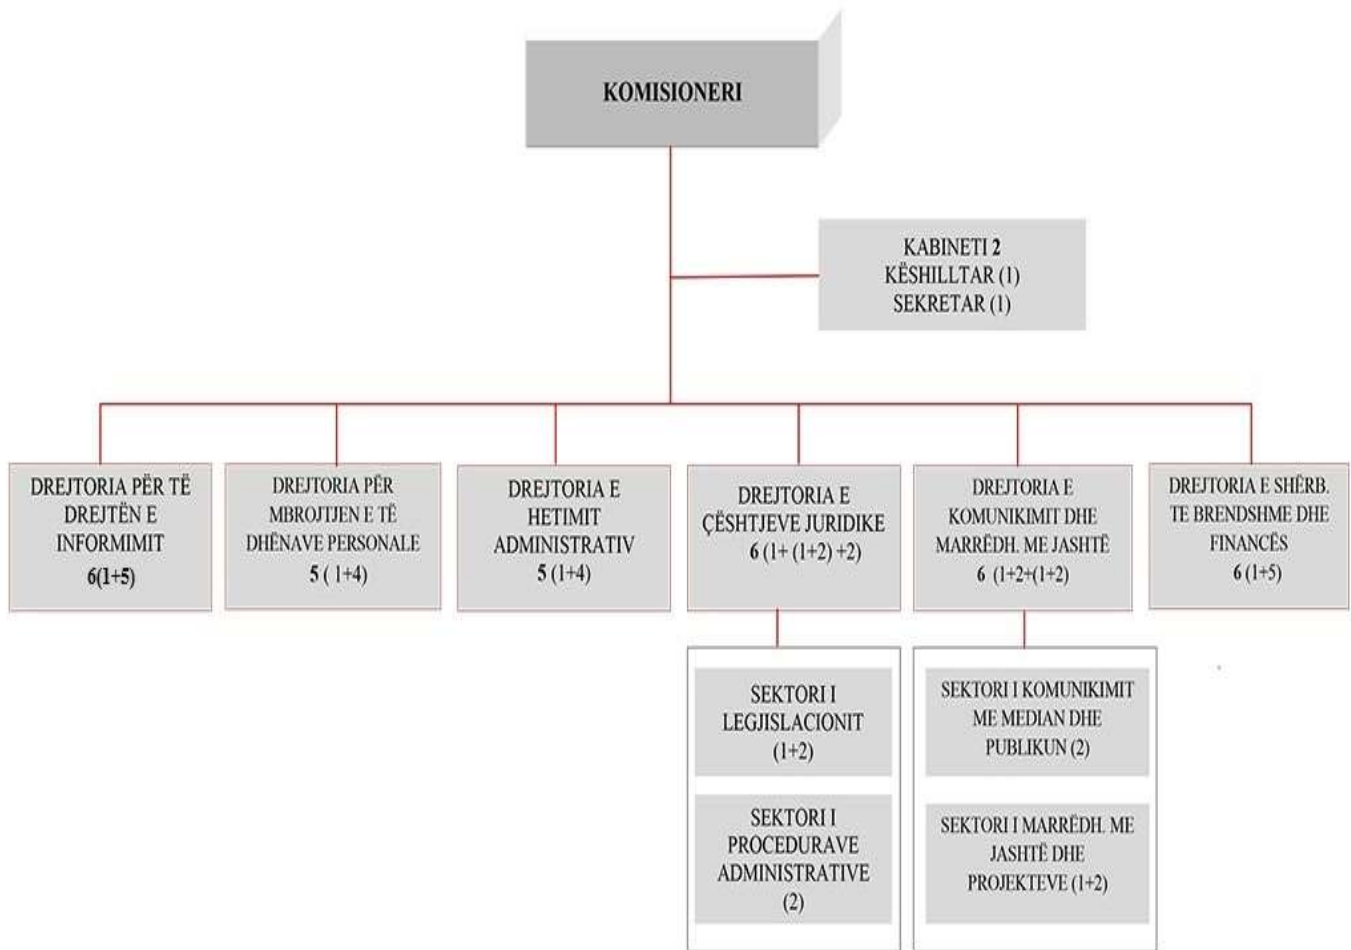 KOMISIONERI
KABINETI 2
KËSHILLTAR (1)
SEKRETAR (1)
DREJTORIA PËR TË
DREJTËN E
INFORMIMIT
6(1+5)
DREJTORIA PËR
MBROJTJEN E TË
DHËNAVE PERSONALE
5 ( 1+4)
DREJTORIA E
HETIMIT
ADMINISTRATIV
5 (1+4)
DREJTORIA E
ÇËSHTJEVE JURIDIKE
6 (1+ (1+2) +2)
DREJTORIA E
KOMUNIKIMIT DHE
MARRËDH. ME JASHTË
6 (1+2+(1+2)
DREJTORIA E SHËRB.
TE BRENDSHME DHE
FINANCËS
6 (1+5)
SEKTORI I
LEGJISLACIONIT
(1+2)
SEKTORI I
PROCEDURAVE
ADMINISTRATIVE
(2)
SEKTORI I KOMUNIKIMIT
ME MEDIAN DHE
PUBLIKUN (2)
SEKTORI I MARRËDH. ME
JASHTË DHE
PROJEKTEVE (1+2)